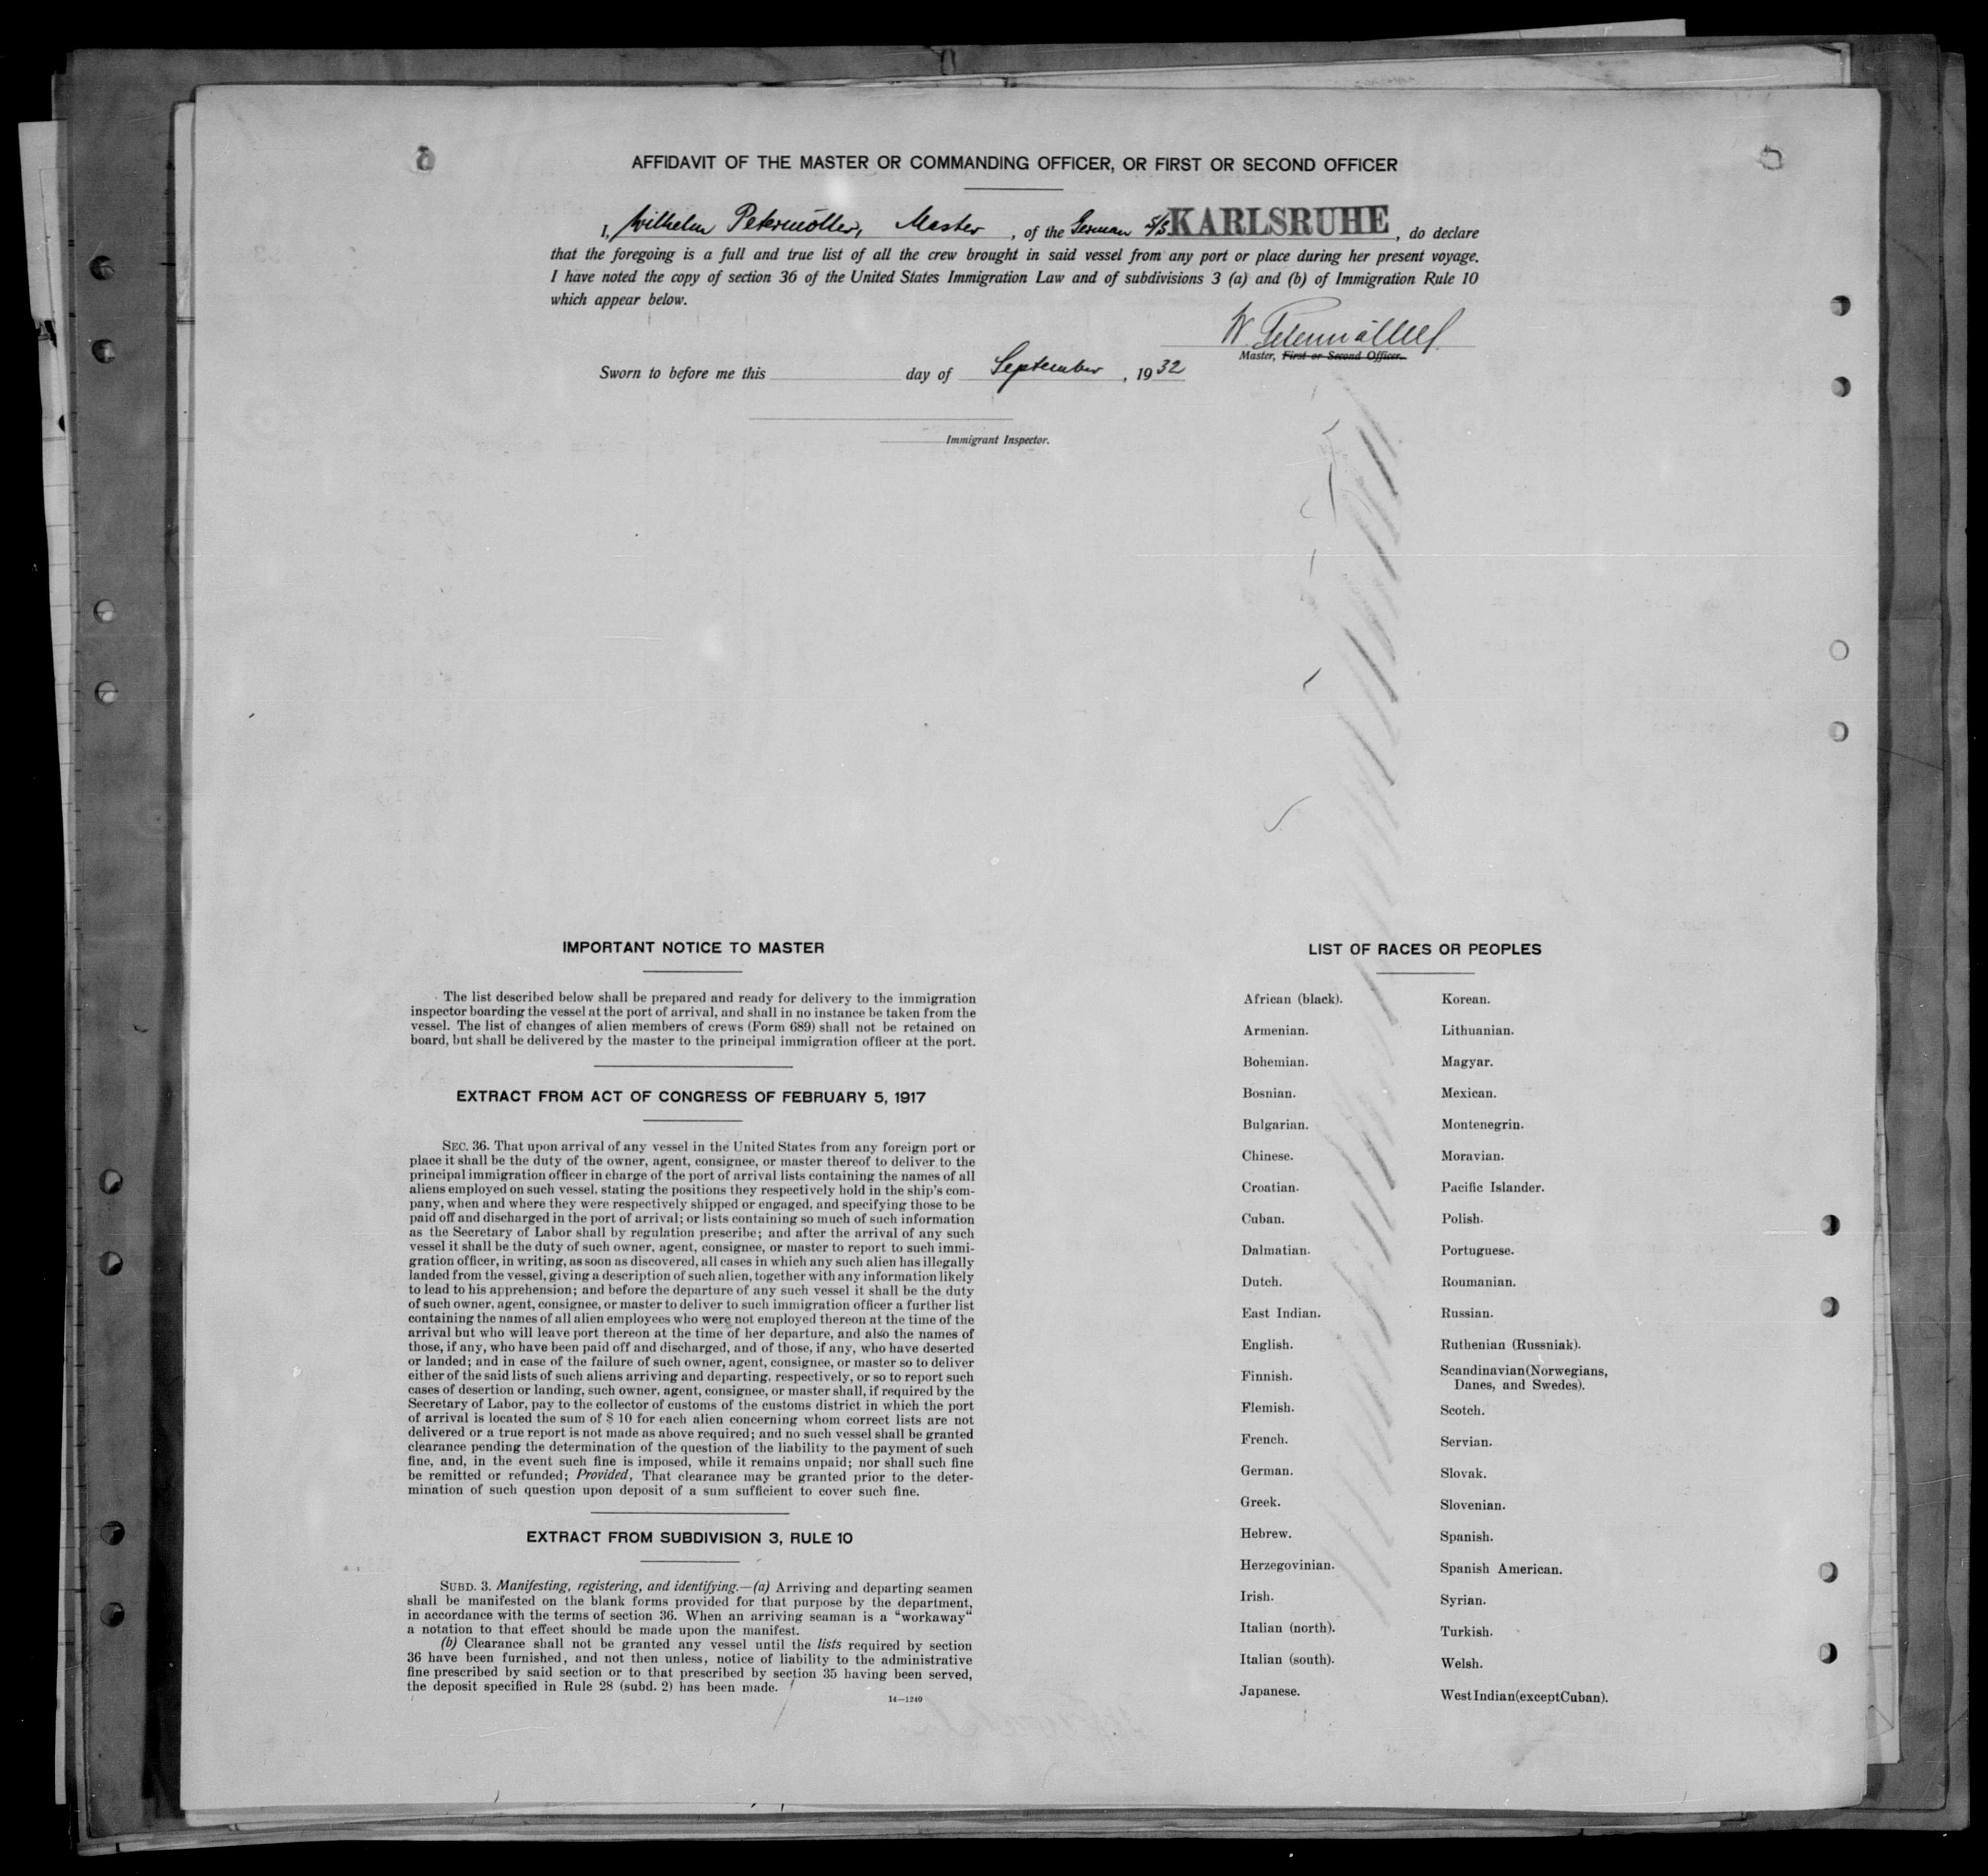 AFFIDAVIT OF THE MASTER OR COMMANDING OFFICER, OR FIRST OR SECOND OFFICER
I, Wilhelm Petermöller, Master, of the German S/S KARLSRUHE, do declare
that the foregoing is a full and true list of all the crew brought in said vessel from any port or place during her present voyage.
I have noted the copy of section 36 of the United States Immigration Law and of subdivisions 3 (a) and (b) of Immigration Rule 10
which appear below.
W. Petermöller
Master, First or Second Officer.
Sworn to before me this day of September, 1932
Immigrant Inspector.
IMPORTANT NOTICE TO MASTER
The list described below shall be prepared and ready for delivery to the immigration
inspector boarding the vessel at the port of arrival, and shall in no instance be taken from the
vessel. The list of changes of alien members of crews (Form 689) shall not be retained on
board, but shall be delivered by the master to the principal immigration officer at the port.
EXTRACT FROM ACT OF CONGRESS OF FEBRUARY 5, 1917
SEC. 36. That upon arrival of any vessel in the United States from any foreign port or
place it shall be the duty of the owner, agent, consignee, or master thereof to deliver to the
principal immigration officer in charge of the port of arrival lists containing the names of all
aliens employed on such vessel, stating the positions they respectively hold in the ship's com-
pany, when and where they were respectively shipped or engaged, and specifying those to be
paid off and discharged in the port of arrival; or lists containing so much of such information
as the Secretary of Labor shall by regulation prescribe; and after the arrival of any such
vessel it shall be the duty of such owner, agent, consignee, or master to report to such immi-
gration officer, in writing, as soon as discovered, all cases in which any such alien has illegally
landed from the vessel, giving a description of such alien, together with any information likely
to lead to his apprehension; and before the departure of any such vessel it shall be the duty
of such owner, agent, consignee, or master to deliver to such immigration officer a further list
containing the names of all alien employees who were not employed thereon at the time of the
arrival but who will leave port thereon at the time of her departure, and also the names of
those, if any, who have been paid off and discharged, and of those, if any, who have deserted
or landed; and in case of the failure of such owner, agent, consignee, or master so to deliver
either of the said lists of such aliens arriving and departing, respectively, or so to report such
cases of desertion or landing, such owner, agent, consignee, or master shall, if required by the
Secretary of Labor, pay to the collector of customs of the customs district in which the port
of arrival is located the sum of $ 10 for each alien concerning whom correct lists are not
delivered or a true report is not made as above required; and no such vessel shall be granted
clearance pending the determination of the question of the liability to the payment of such
fine, and, in the event such fine is imposed, while it remains unpaid; nor shall such fine
be remitted or refunded; Provided, That clearance may be granted prior to the deter-
mination of such question upon deposit of a sum sufficient to cover such fine.
EXTRACT FROM SUBDIVISION 3, RULE 10
SUBD. 3. Manifesting, registering, and identifying.—(a) Arriving and departing seamen
shall be manifested on the blank forms provided for that purpose by the department,
in accordance with the terms of section 36. When an arriving seaman is a "workaway"
a notation to that effect should be made upon the manifest.
(b) Clearance shall not be granted any vessel until the lists required by section
36 have been furnished, and not then unless, notice of liability to the administrative
fine prescribed by said section or to that prescribed by section 35 having been served,
the deposit specified in Rule 28 (subd. 2) has been made.
14—1240
LIST OF RACES OR PEOPLES
African (black).
Armenian.
Bohemian.
Bosnian.
Bulgarian.
Chinese.
Croatian.
Cuban.
Dalmatian.
Dutch.
East Indian.
English.
Finnish.
Flemish.
French.
German.
Greek.
Hebrew.
Herzegovinian.
Irish.
Italian (north).
Italian (south).
Japanese.
Korean.
Lithuanian.
Magyar.
Mexican.
Montenegrin.
Moravian.
Pacific Islander.
Polish.
Portuguese.
Roumanian.
Russian.
Ruthenian (Russniak).
Scandinavian(Norwegians,
Danes, and Swedes).
Scotch.
Servian.
Slovak.
Slovenian.
Spanish.
Spanish American.
Syrian.
Turkish.
Welsh.
West Indian(except Cuban).